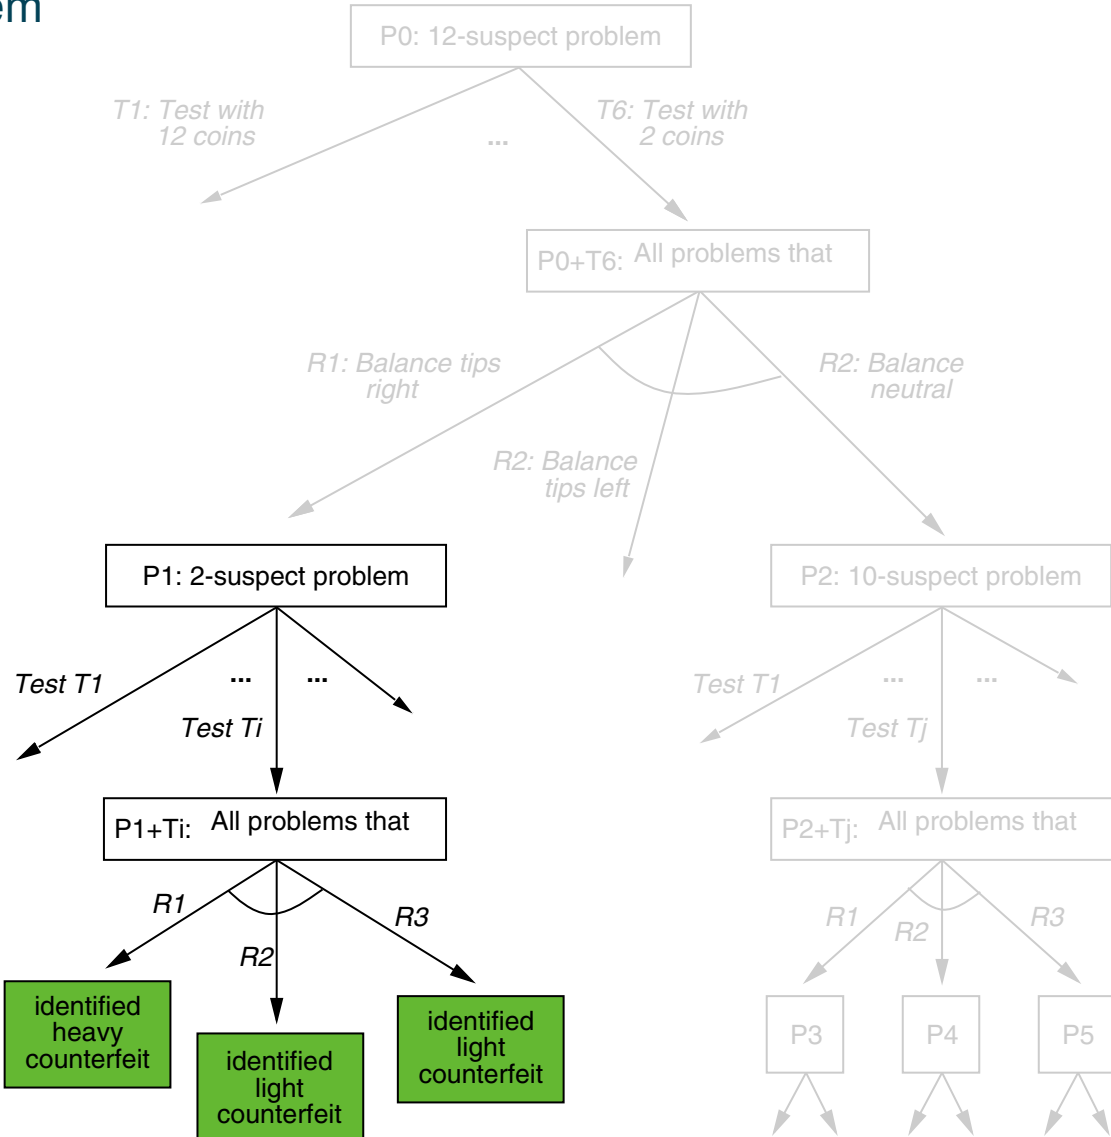 em
P0: 12-suspect problem
T1: Test with
12 coins
...
T6: Test with
2 coins
P0+T6: All problems that
R1: Balance tips
right
R2: Balance
neutral
R2: Balance
tips left
P1: 2-suspect problem
P2: 10-suspect problem
Test T1
...
...
Test Ti
Test T1
...
...
Test Tj
P1+Ti: All problems that
P2+Tj: All problems that
R1
R2
R3
R1
R2
R3
identified
heavy
counterfeit
identified
light
counterfeit
identified
light
counterfeit
P3
P4
P5